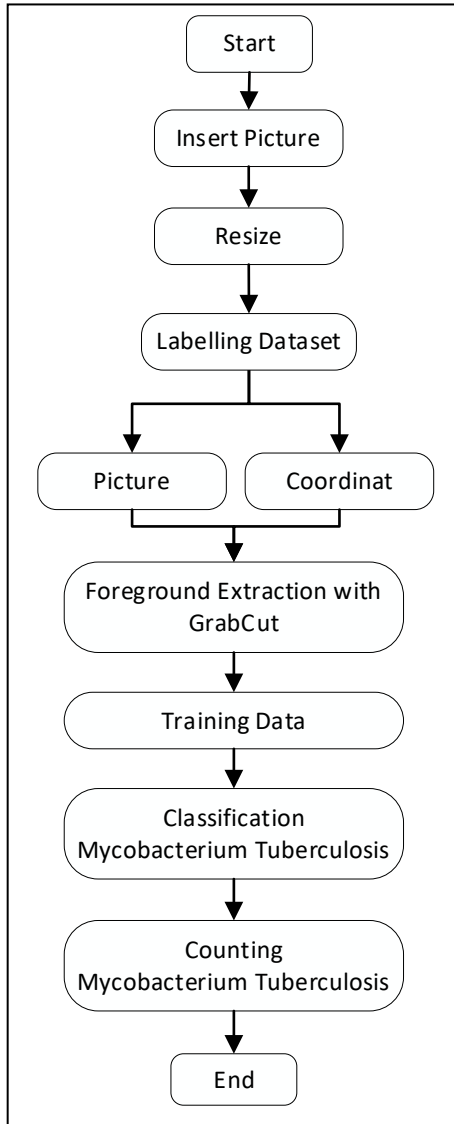 Start
Insert Picture
Resize
Labelling Dataset
Picture
Coordinat
Foreground Extraction with
GrabCut
Training Data
Classification
Mycobacterium Tuberculosis
Counting
Mycobacterium Tuberculosis
End